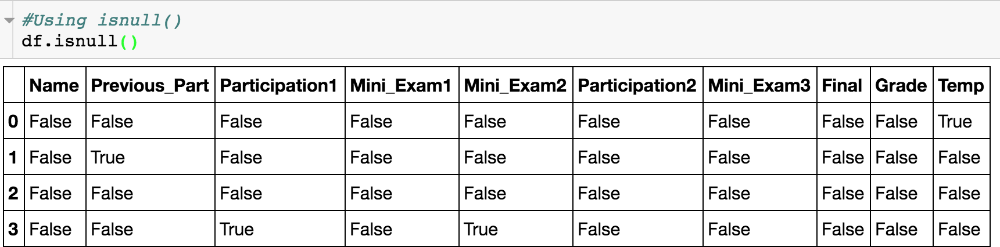 #Using isnull()
df.isnull()
Name Previous_Part Participation1 Mini_Exam1 Mini_Exam2 Participation2 Mini_Exam3 Final Grade Temp
0 False False False False False False False False False True
1 False True False False False False False False False False
2 False False False False False False False False False False
3 False False True False True False False False False False